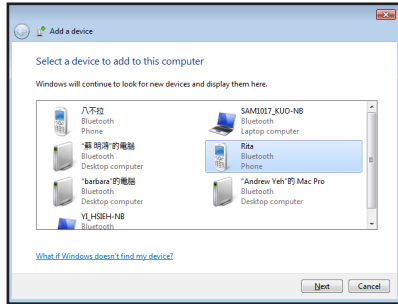 Add a device
Select a device to add to this computer
Windows will continue to look for new devices and display them here.
八不拉
Bluetooth
Phone
SAM1017_KUO-NB
Bluetooth
Laptop computer
"蘇 明鴻"的電腦
Bluetooth
Desktop computer
Rita
Bluetooth
Phone
"barbara"的電腦
Bluetooth
Desktop computer
"Andrew Yeh"的 Mac Pro
Bluetooth
Desktop computer
YI_HSIEH-NB
Bluetooth
What if Windows doesn't find my device?
Next
Cancel